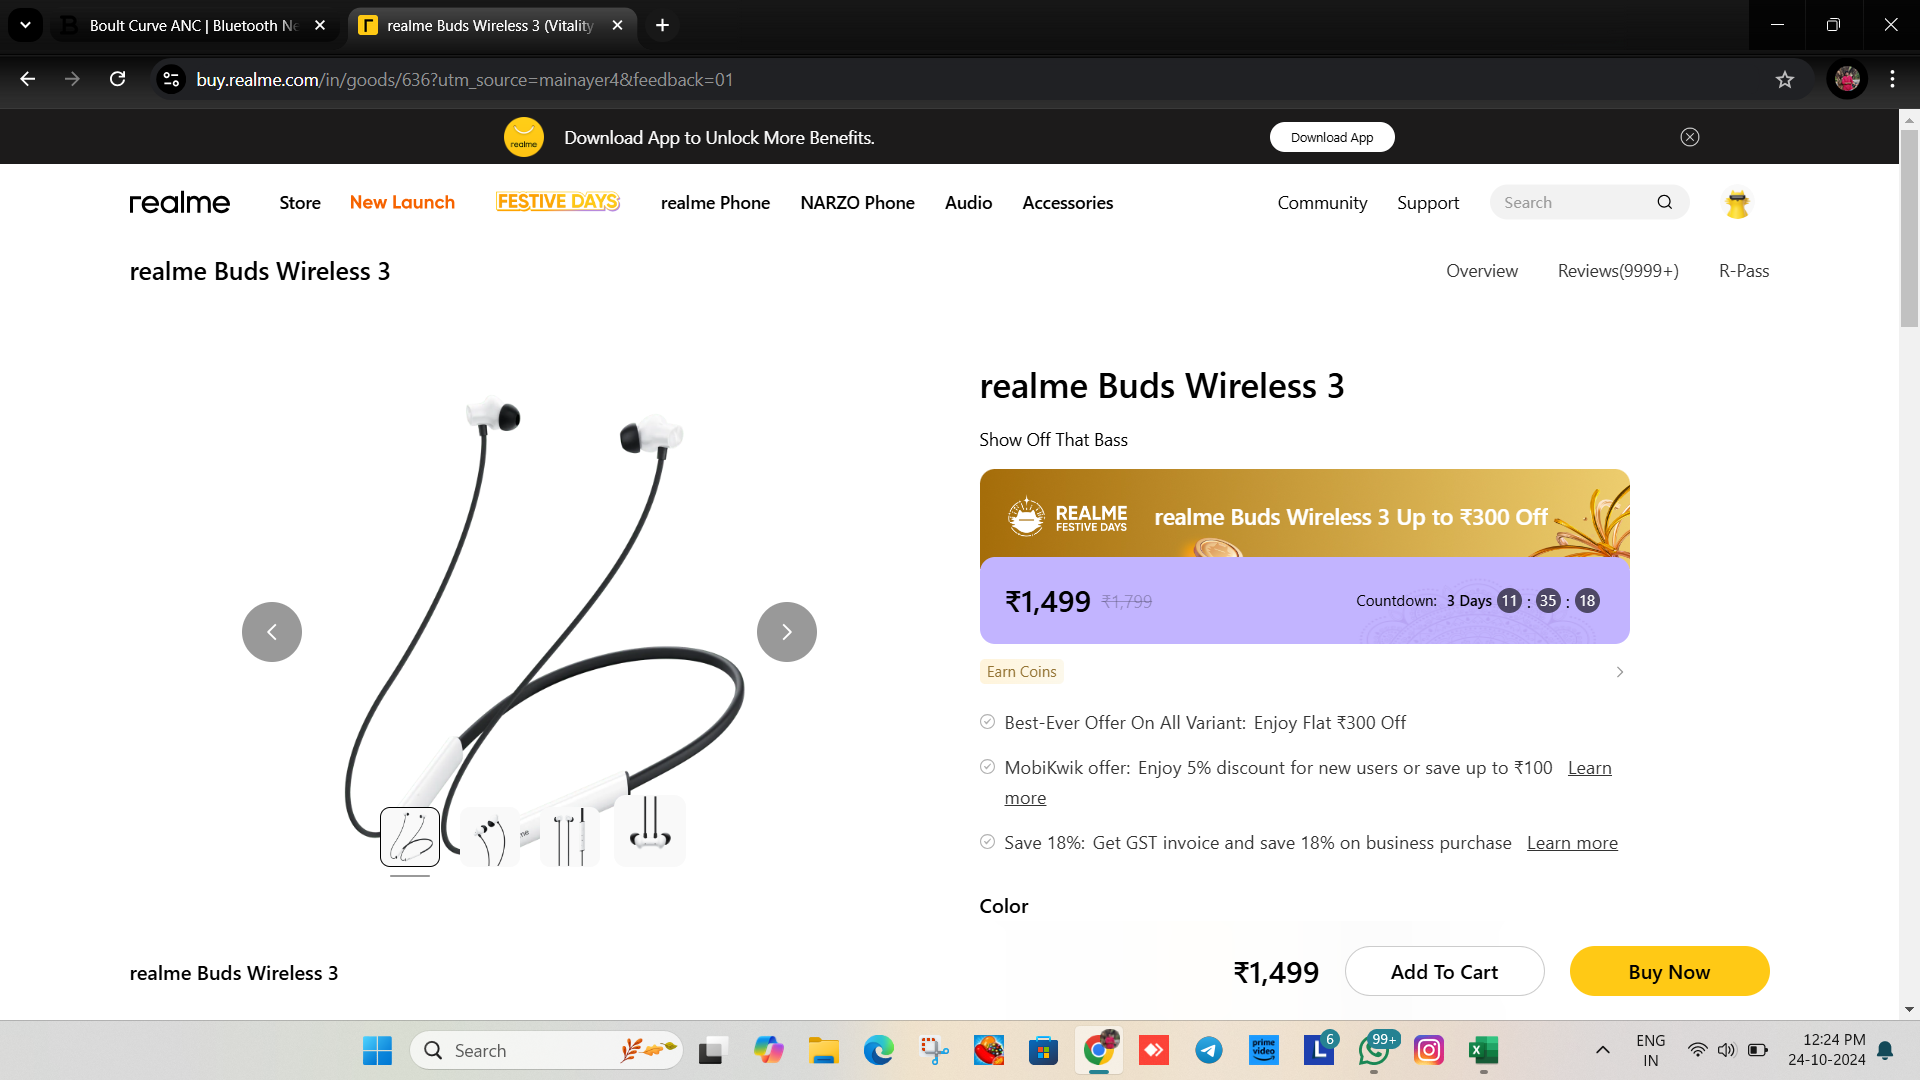 Boult Curve ANC | Bluetooth Ne
realme Buds Wireless 3 (Vitality
buy.realme.com/in/goods/636?utm_source=mainayer4&feedback=01
realme
Download App to Unlock More Benefits.
Download App
realme
Store
New Launch
FESTIVE DAYS
realme Phone
NARZO Phone
Audio
Accessories
Community
Support
Search
realme Buds Wireless 3
Overview
Reviews(9999+)
R-Pass
realme Buds Wireless 3
Show Off That Bass
REALME
FESTIVE DAYS
realme Buds Wireless 3 Up to ₹300 Off
₹1,499 ₹1,799
Countdown: 3 Days 11 : 35 : 18
Earn Coins
Best-Ever Offer On All Variant: Enjoy Flat ₹300 Off
MobiKwik offer: Enjoy 5% discount for new users or save up to ₹100 Learn
more
Save 18%: Get GST invoice and save 18% on business purchase Learn more
Color
realme Buds Wireless 3
₹1,499
Add To Cart
Buy Now
Search
prime
video
L
6
99+
ENG
IN
12:24 PM
24-10-2024